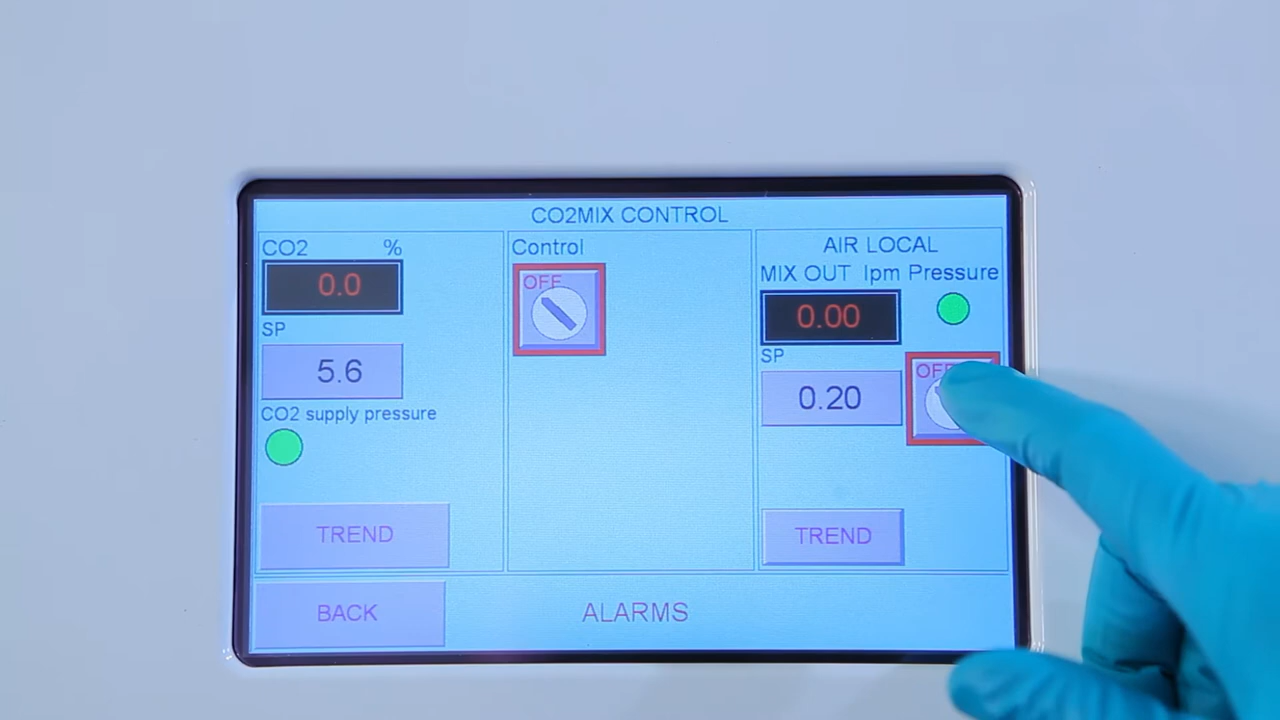 CO2MIX CONTROL
CO2 %
0.0
SP
5.6
CO2 supply pressure
TREND
Control
OFF
AIR LOCAL
MIX OUT lpm Pressure
0.00
SP
0.20
OFF
TREND
BACK
ALARMS